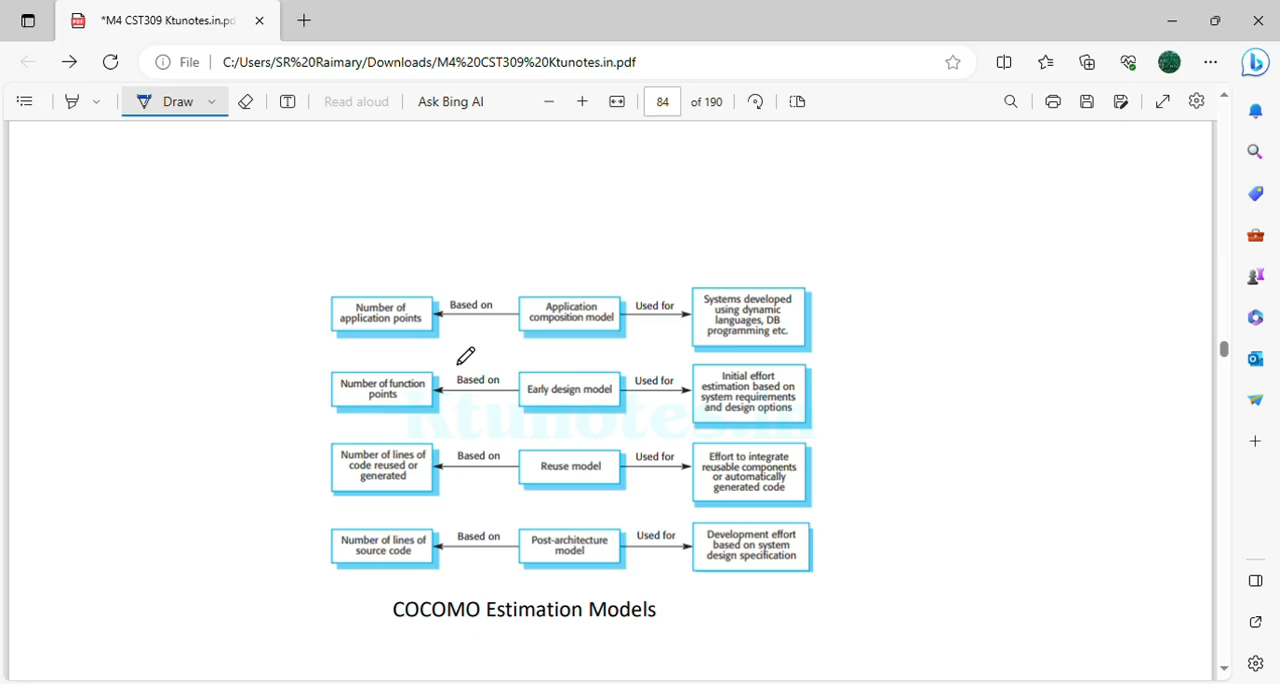 *M4 CST309 Ktunotes.in.pd
File
C:/Users/SR%20Raimary/Downloads/M4%20CST309%20Ktunotes.in.pdf
Draw
Read aloud
Ask Bing AI
84 of 190
Number of
application points
Based on
Application
composition model
Used for
Systems developed
using dynamic
languages, DB
programming etc.
Number of function
points
Based on
Early design model
Used for
Initial effort
estimation based on
system requirements
and design options
ktunotes.in
Number of lines of
code reused or
generated
Based on
Reuse model
Used for
Effort to integrate
reusable components
or automatically
generated code
Number of lines of
source code
Based on
Post-architecture
model
Used for
Development effort
based on system
design specification
COCOMO Estimation Models